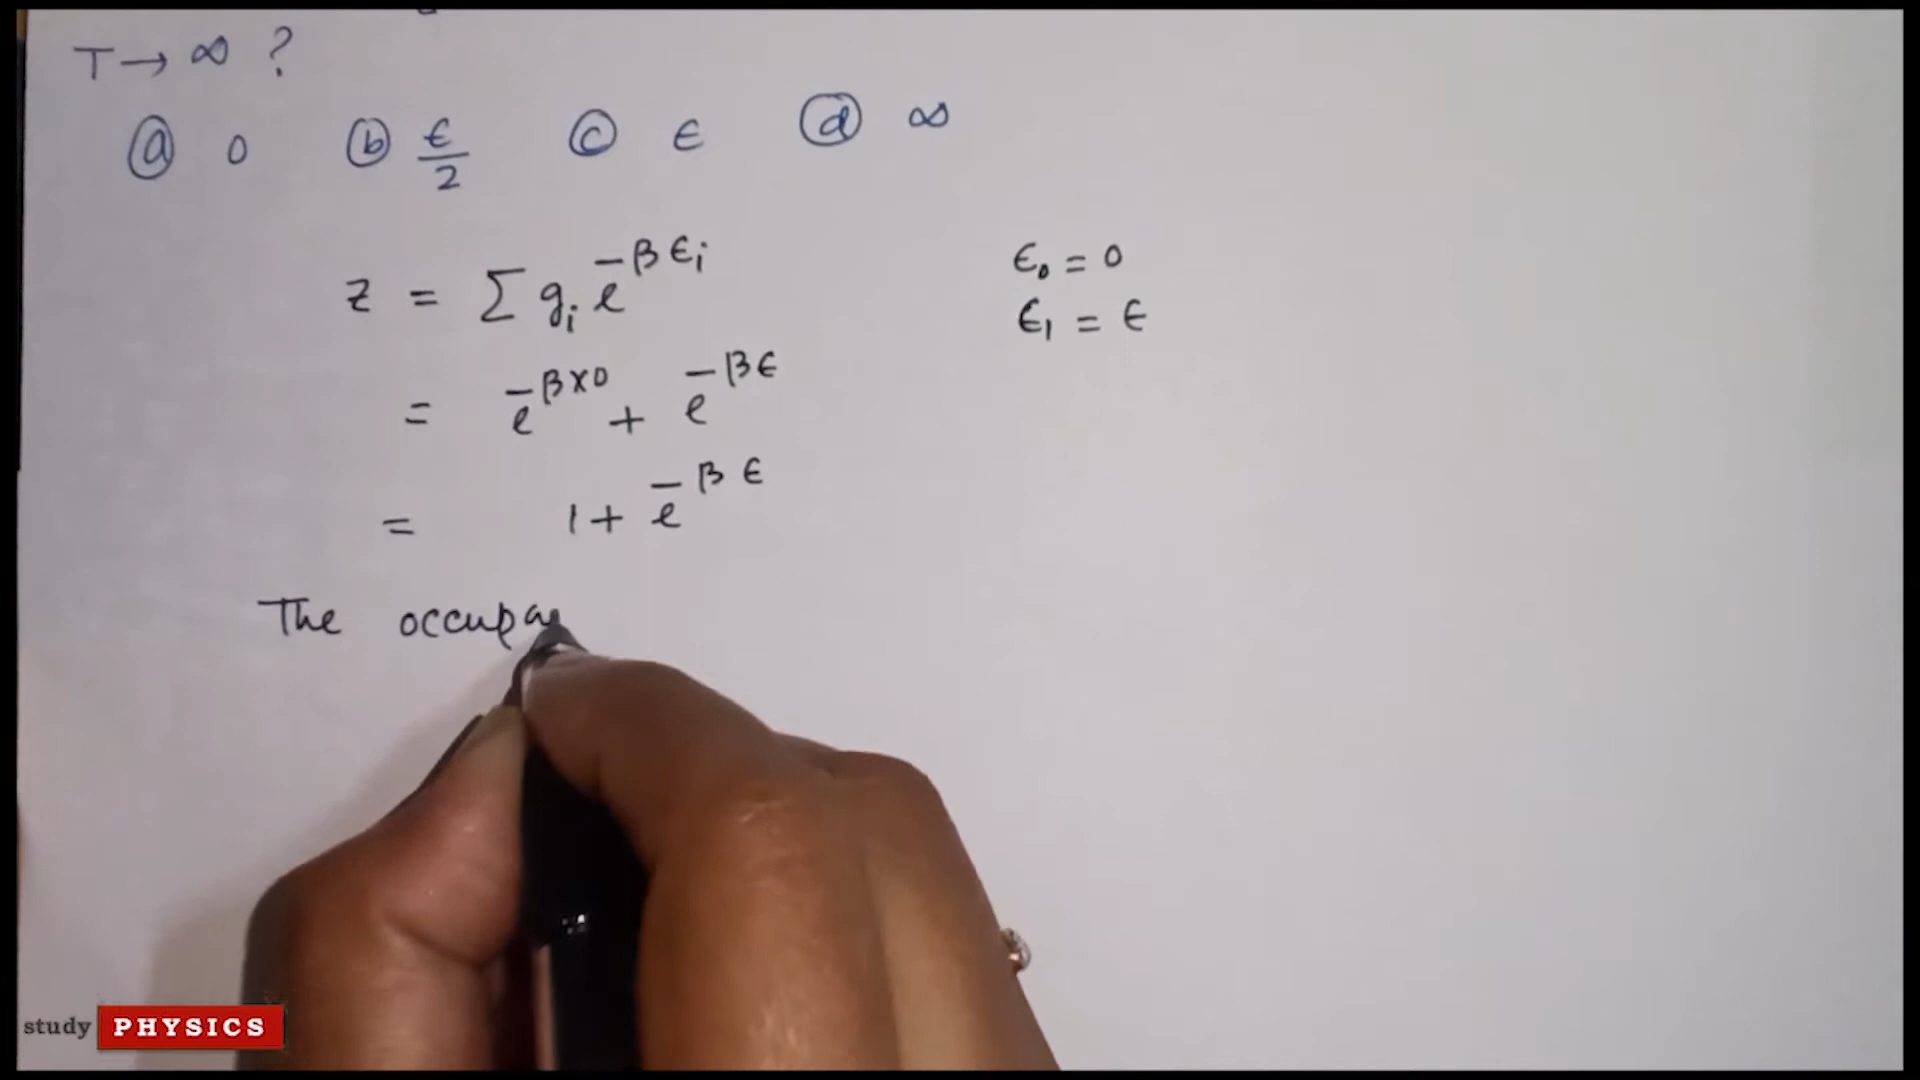 T → ∞ ?
ⓐ 0 ⓑ ϵ/2 ⓒ ϵ ⓓ ∞
z = Σ gᵢ e^{-βϵᵢ}
ϵ₀ = 0
ϵ₁ = ϵ
= e^{-β×0} + e^{-βϵ}
= 1 + e^{-βϵ}
The occupa
study PHYSICS